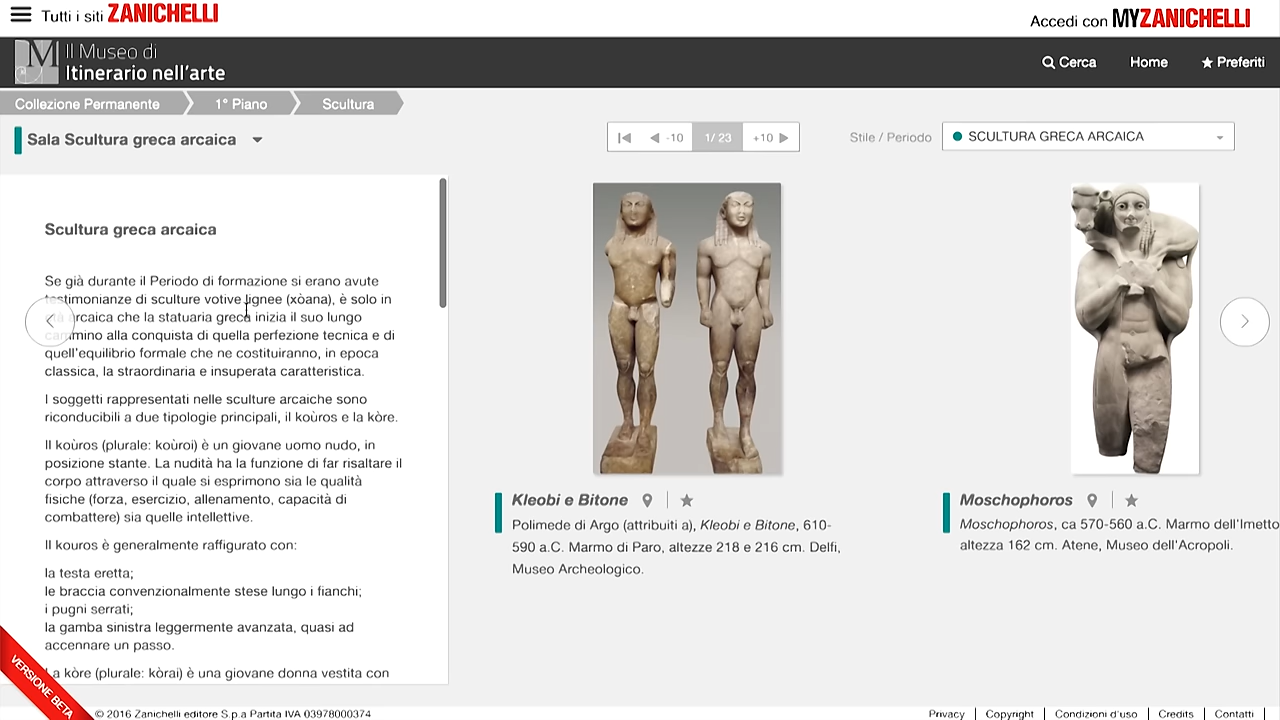 Tutti i siti ZANICHELLI
Accedi con MYZANICHELLI
Il Museo di
Itinerario nell'arte
Cerca
Home
Preferiti
Collezione Permanente
1° Piano
Scultura
Sala Scultura greca arcaica
-10
1/ 23
+10
Stile / Periodo
SCULTURA GRECA ARCAICA
Scultura greca arcaica
Se già durante il Periodo di formazione si erano avute
testimonianze di sculture votive lignee (xòana), è solo in
età arcaica che la statuaria greca inizia il suo lungo
cammino alla conquista di quella perfezione tecnica e di
quell'equilibrio formale che ne costituiranno, in epoca
classica, la straordinaria e insuperata caratteristica.
I soggetti rappresentati nelle sculture arcaiche sono
riconducibili a due tipologie principali, il koùros e la kòre.
Il koùros (plurale: koùroi) è un giovane uomo nudo, in
posizione stante. La nudità ha la funzione di far risaltare il
corpo attraverso il quale si esprimono sia le qualità
fisiche (forza, esercizio, allenamento, capacità di
combattere) sia quelle intellettive.
Il kouros è generalmente raffigurato con:
la testa eretta;
le braccia convenzionalmente stese lungo i fianchi;
i pugni serrati;
la gamba sinistra leggermente avanzata, quasi ad
accennare un passo.
La kòre (plurale: kòrai) è una giovane donna vestita con
Kleobi e Bitone
Polimede di Argo (attribuiti a), Kleobi e Bitone, 610-
590 a.C. Marmo di Paro, altezze 218 e 216 cm. Delfi,
Museo Archeologico.
Moschophoros
Moschophoros, ca 570-560 a.C. Marmo dell'Imetto
altezza 162 cm. Atene, Museo dell'Acropoli.
VERSIONE BETA
© 2016 Zanichelli editore S.p.a Partita IVA 03978000374
Privacy | Copyright | Condizioni d'uso | Credits | Contatti |